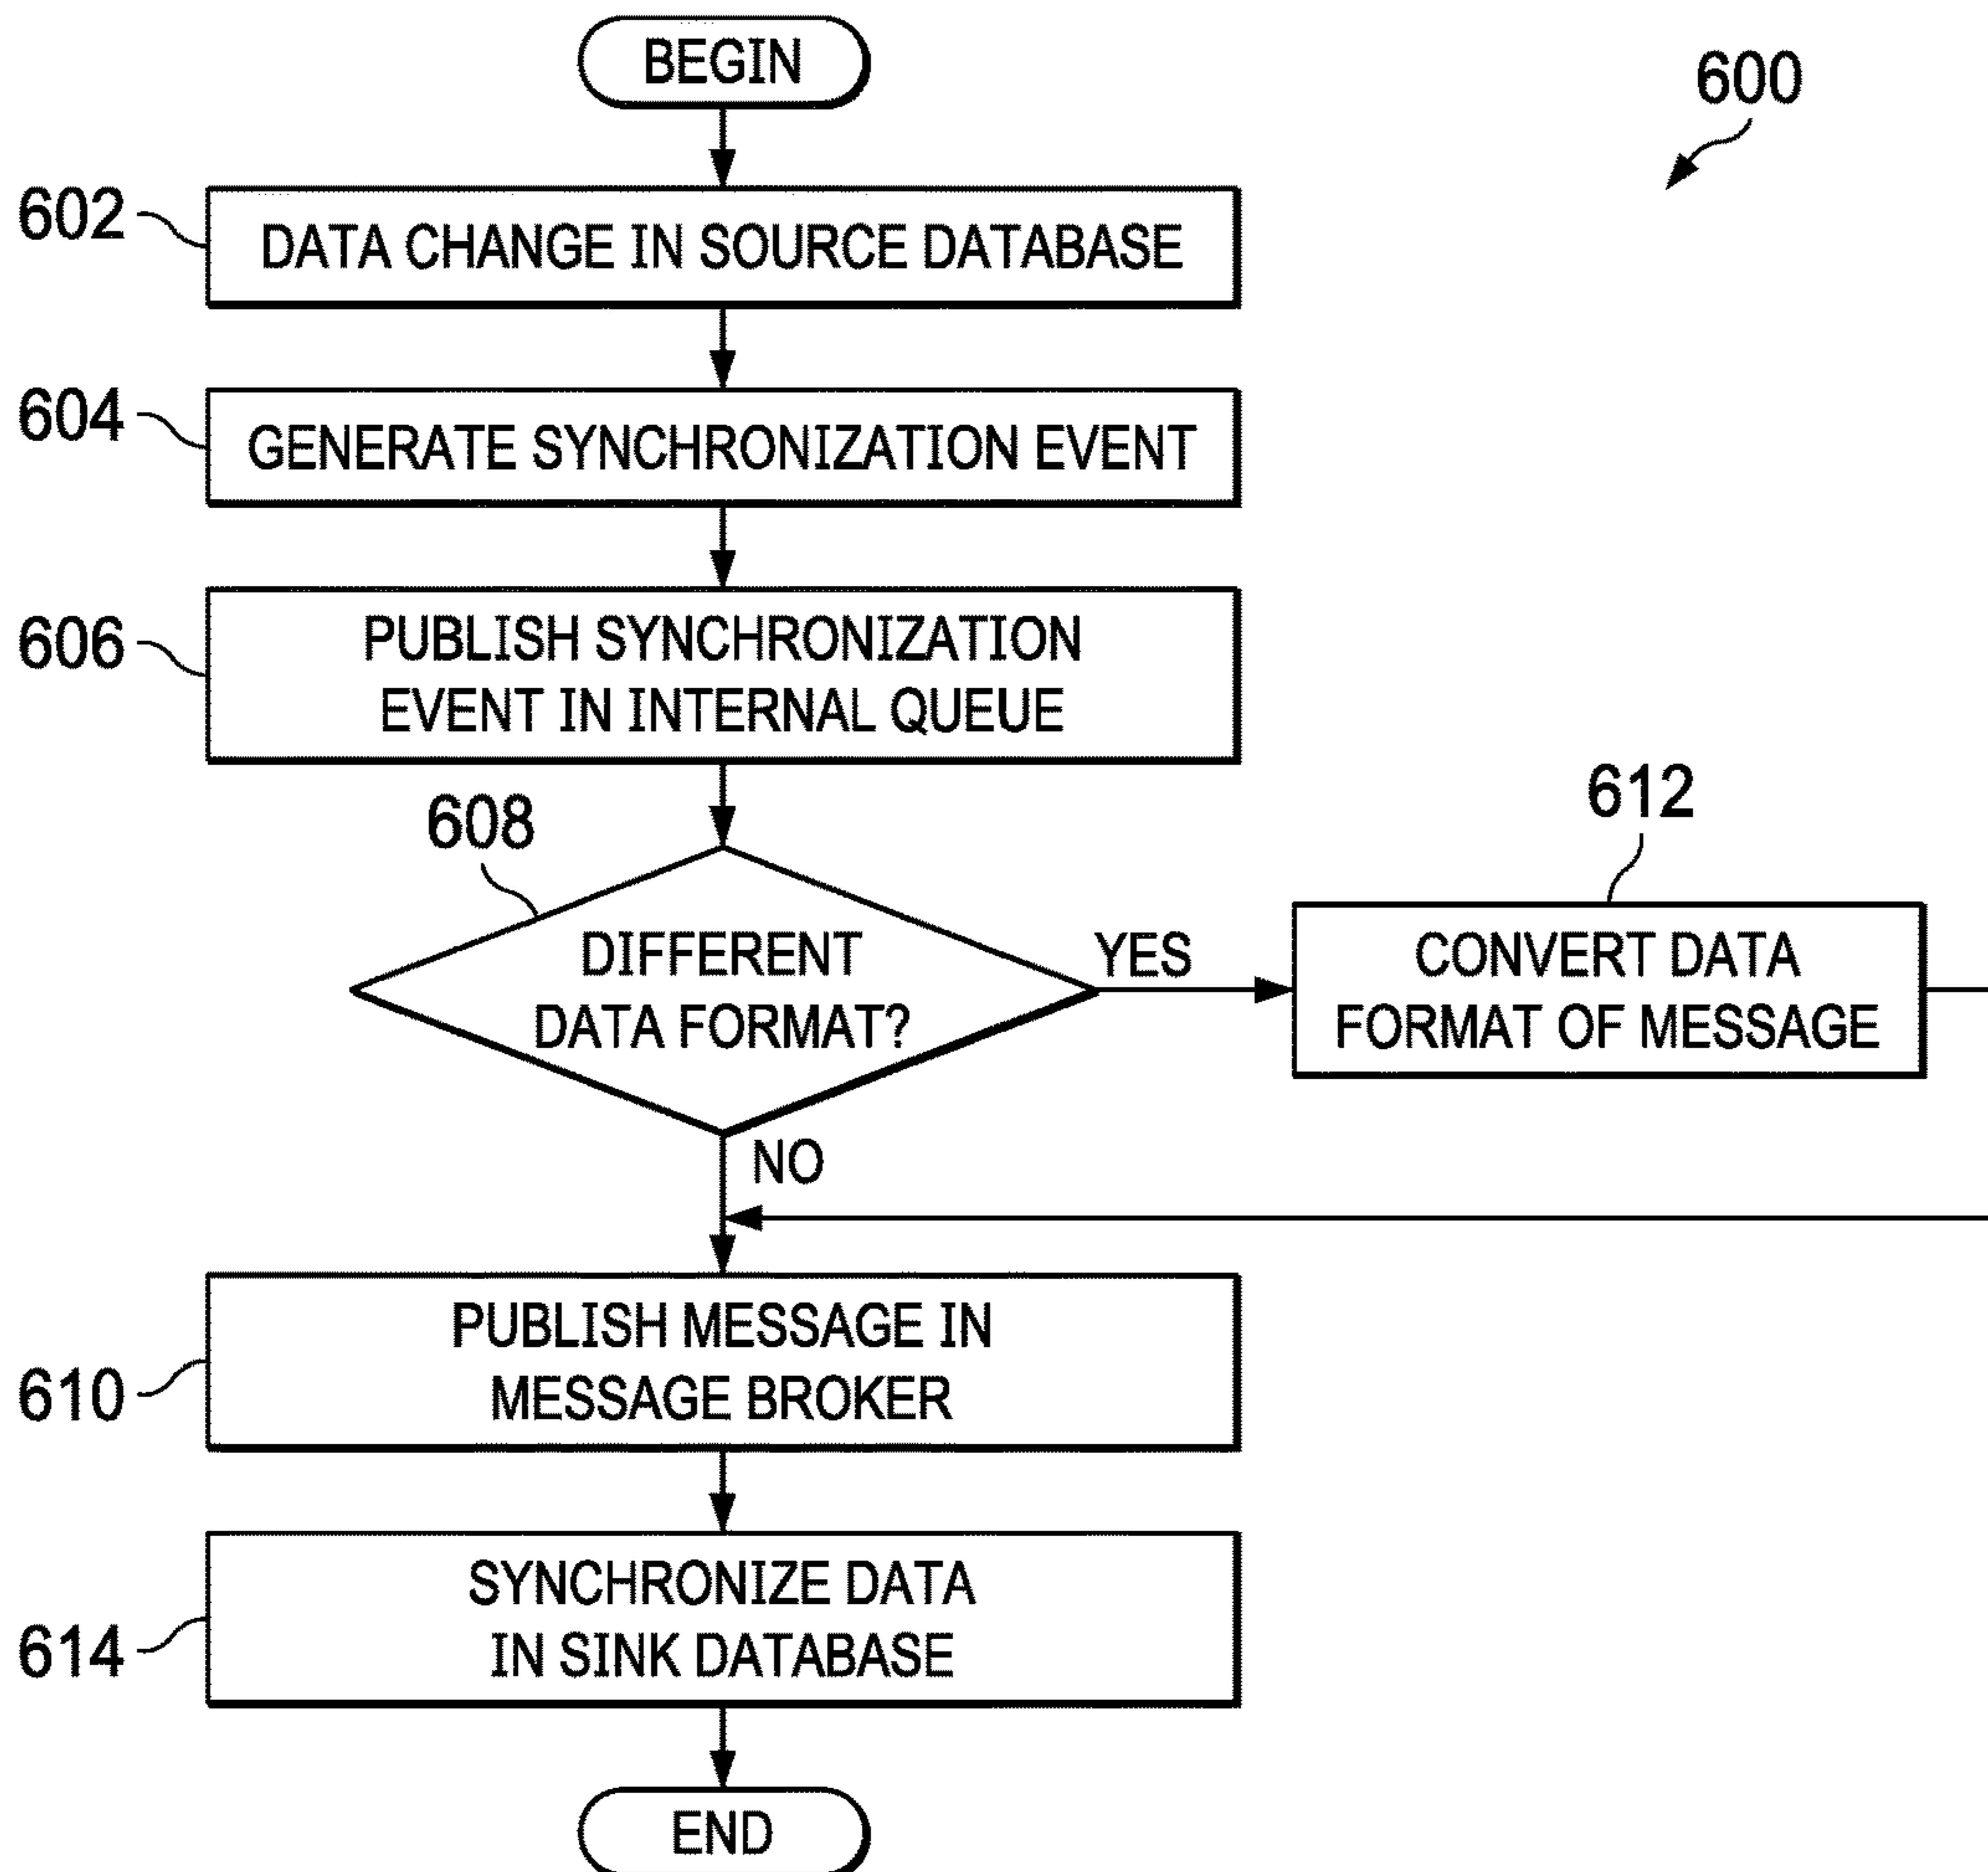 BEGIN
600
602
DATA CHANGE IN SOURCE DATABASE
604
GENERATE SYNCHRONIZATION EVENT
606
PUBLISH SYNCHRONIZATION
EVENT IN INTERNAL QUEUE
608
DIFFERENT
DATA FORMAT?
YES
612
CONVERT DATA
FORMAT OF MESSAGE
NO
610
PUBLISH MESSAGE IN
MESSAGE BROKER
614
SYNCHRONIZE DATA
IN SINK DATABASE
END